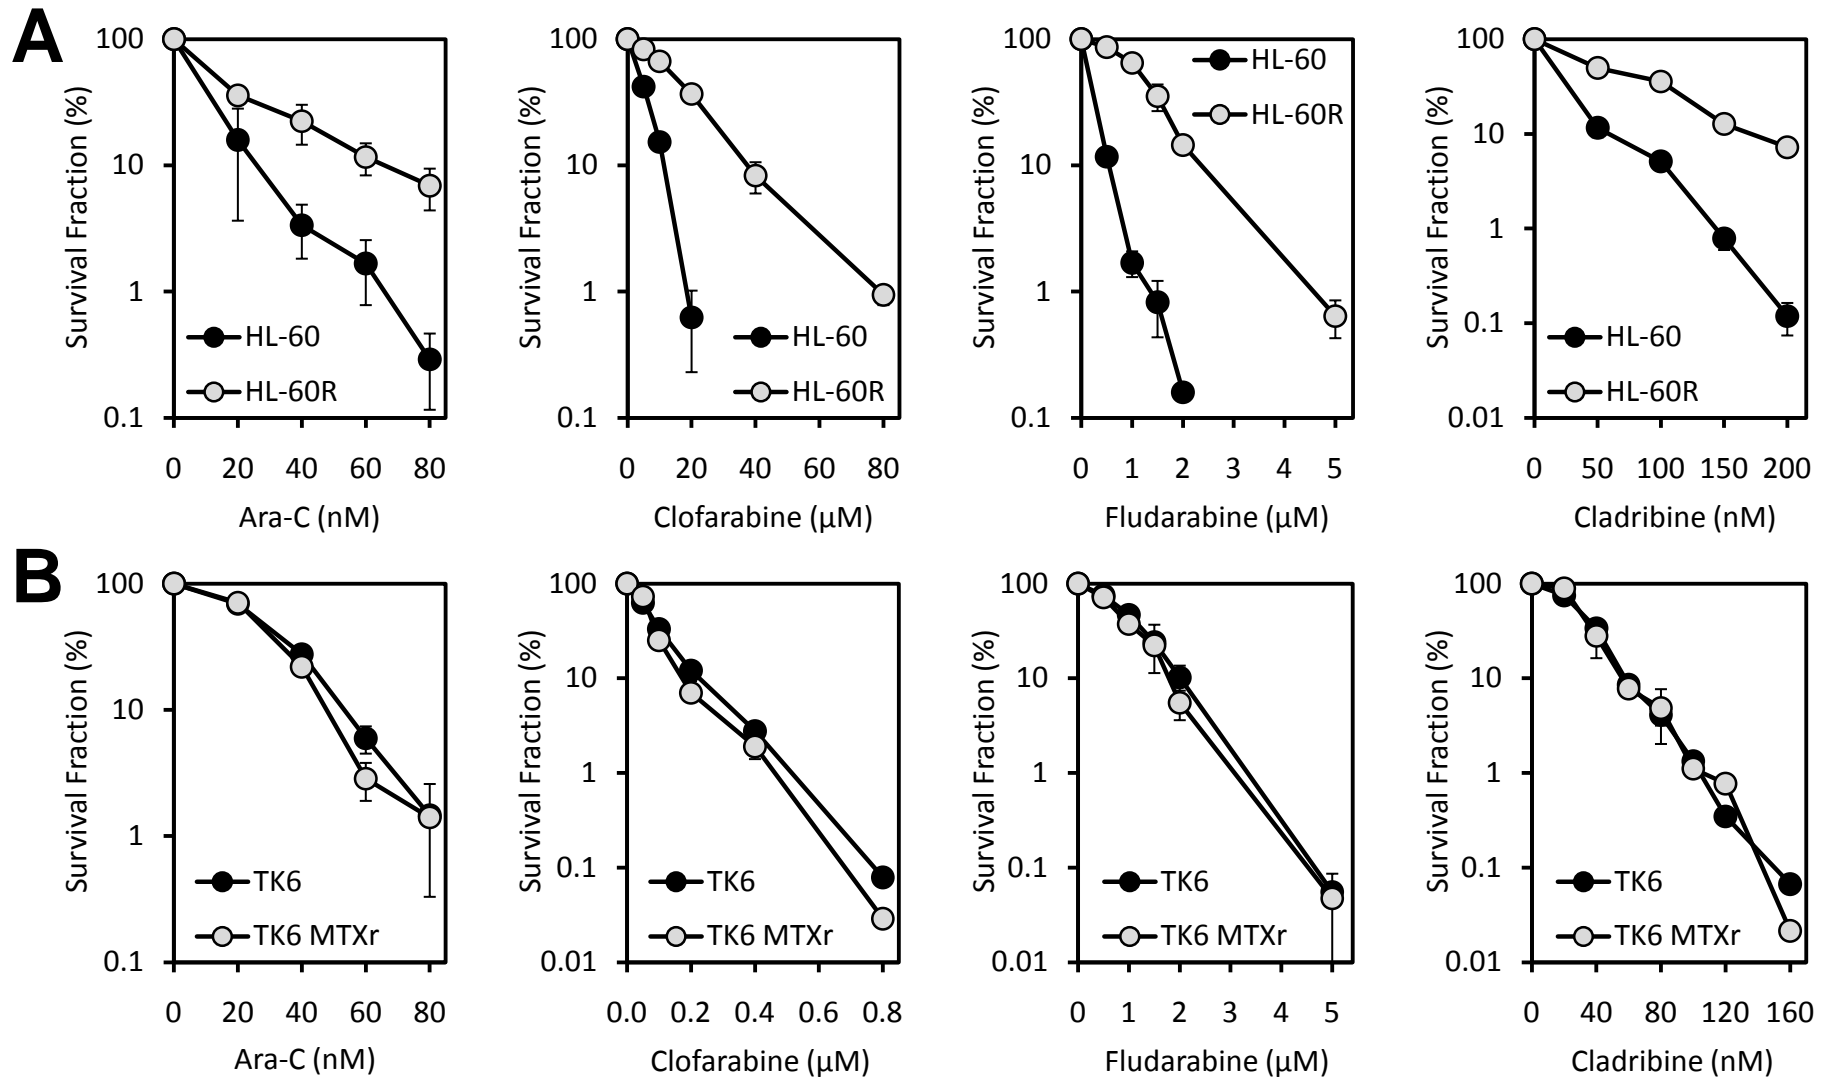 A
Survival Fraction (%)
100
10
1
0.1
HL-60
HL-60R
0 20 40 60 80
Ara-C (nM)
Survival Fraction (%)
100
10
1
0.1
HL-60
HL-60R
0 20 40 60 80
Clofarabine (µM)
Survival Fraction (%)
100
10
1
0.1
HL-60
HL-60R
0 1 2 3 4 5
Fludarabine (µM)
Survival Fraction (%)
100
10
1
0.1
0.01
HL-60
HL-60R
0 50 100 150 200
Cladribine (nM)
B
Survival Fraction (%)
100
10
1
0.1
TK6
TK6 MTXr
0 20 40 60 80
Ara-C (nM)
Survival Fraction (%)
100
10
1
0.1
0.01
TK6
TK6 MTXr
0.0 0.2 0.4 0.6 0.8
Clofarabine (µM)
Survival Fraction (%)
100
10
1
0.1
0.01
TK6
TK6 MTXr
0 1 2 3 4 5
Fludarabine (µM)
Survival Fraction (%)
100
10
1
0.1
0.01
TK6
TK6 MTXr
0 40 80 120 160
Cladribine (nM)